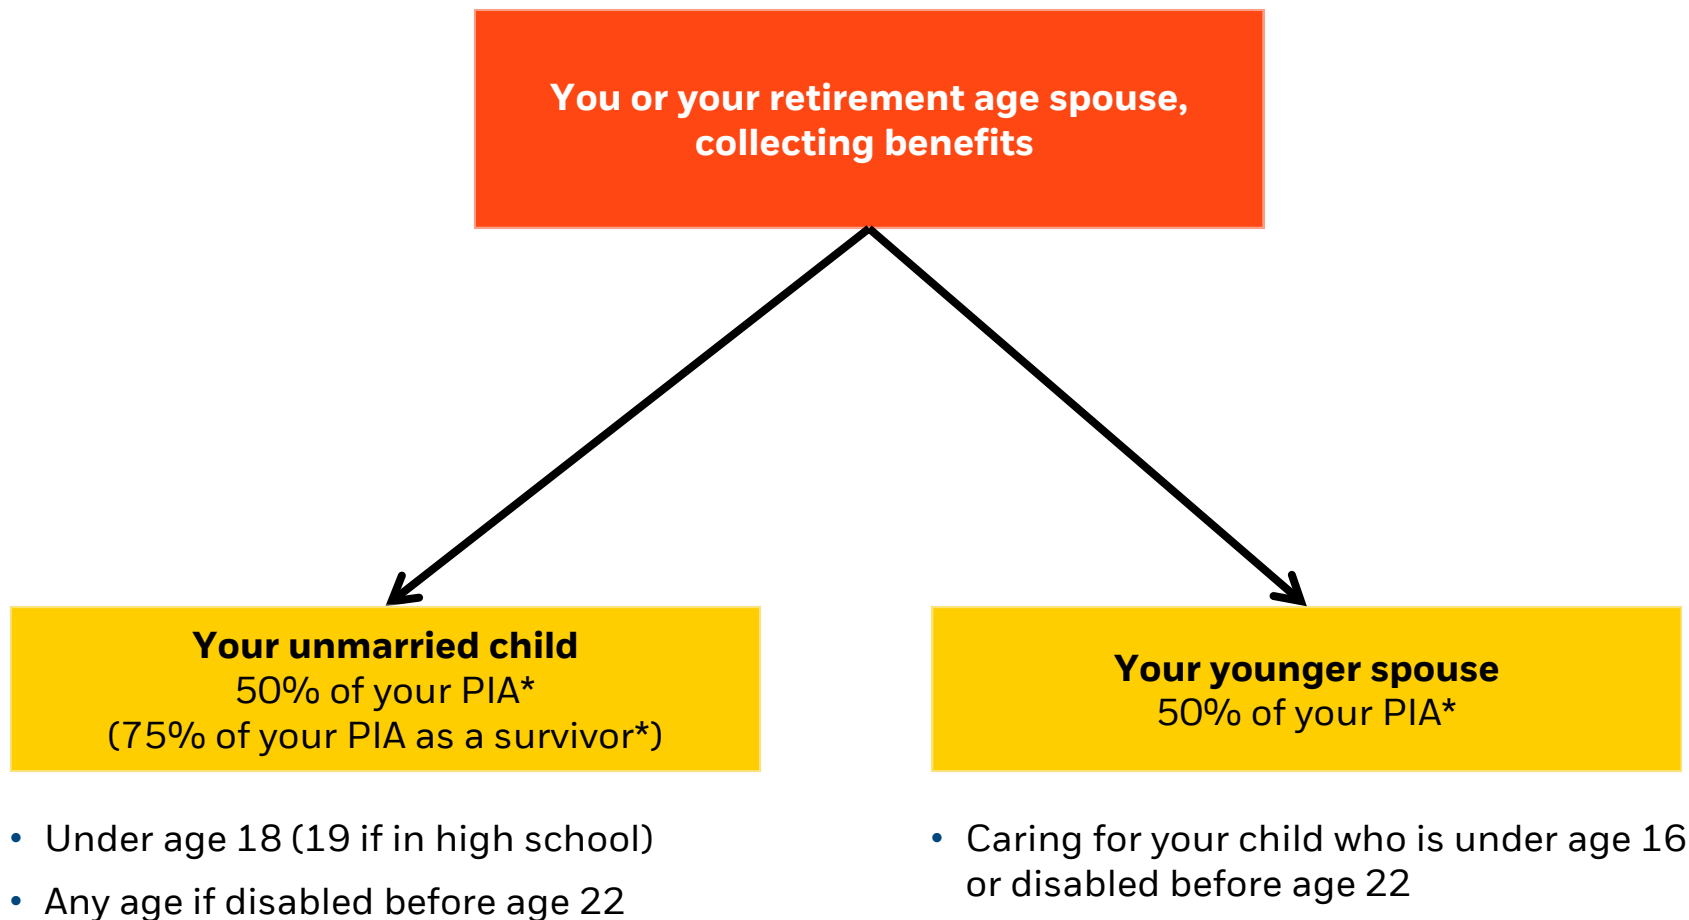 You or your retirement age spouse,
collecting benefits
Your unmarried child
50% of your PIA*
(75% of your PIA as a survivor*)
Your younger spouse
50% of your PIA*
• Under age 18 (19 if in high school)
• Any age if disabled before age 22
• Caring for your child who is under age 16
or disabled before age 22